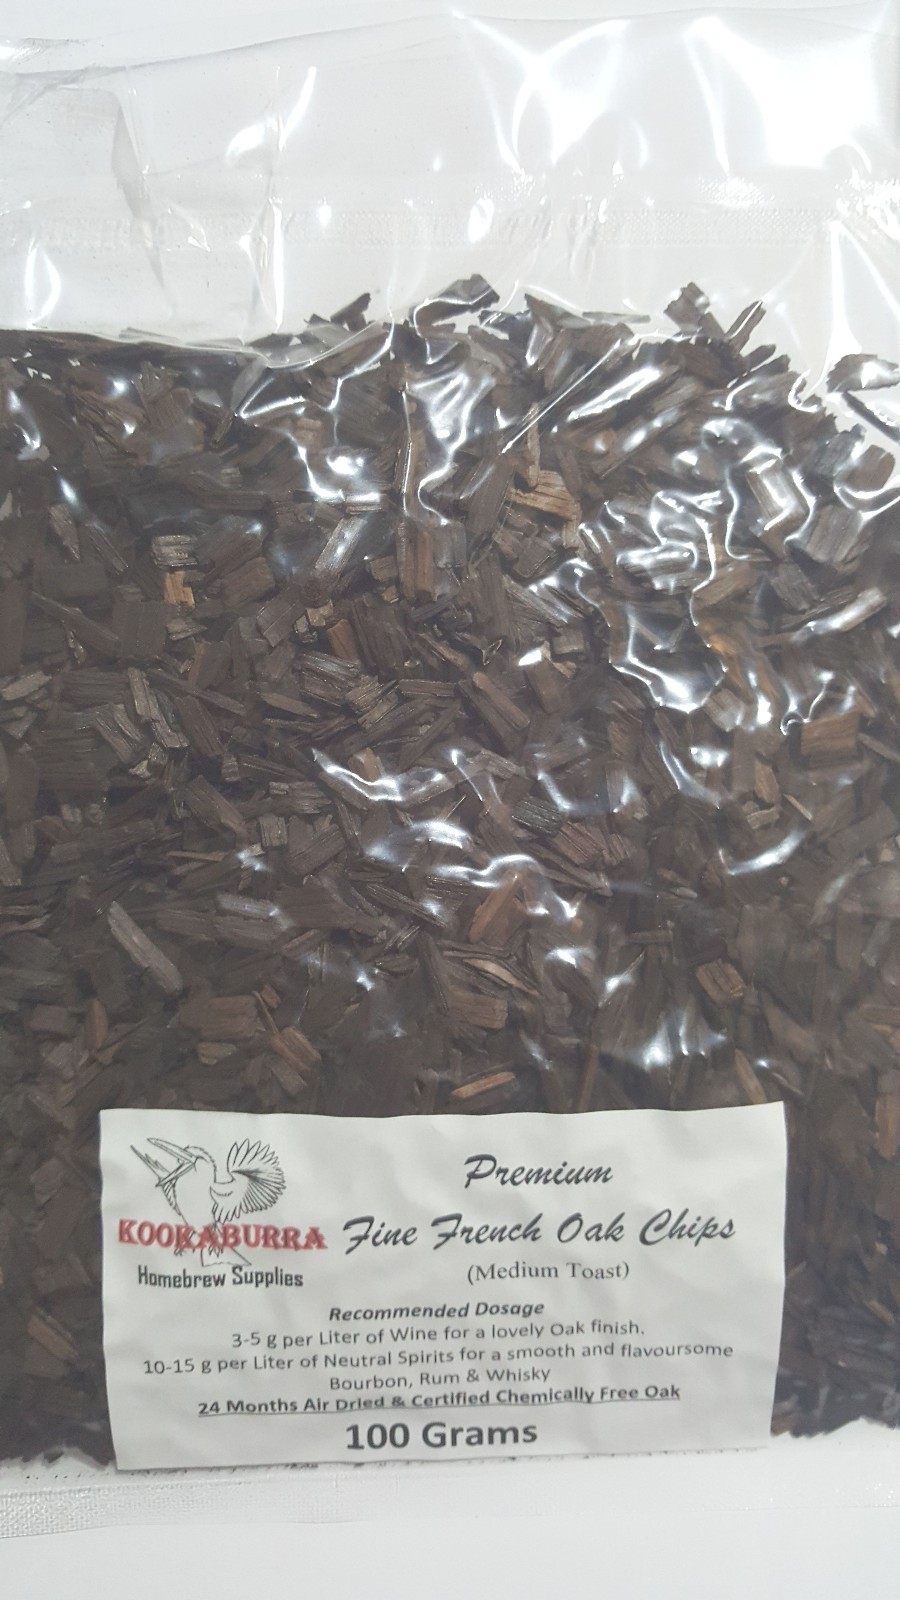 KOOKABURRA
Homebrew Supplies
Premium
Fine French Oak Chips
(Medium Toast)
Recommended Dosage
3-5 g per Liter of Wine for a lovely Oak finish.
10-15 g per Liter of Neutral Spirits for a smooth and flavoursome
Bourbon, Rum & Whisky
24 Months Air Dried & Certified Chemically Free Oak
100 Grams